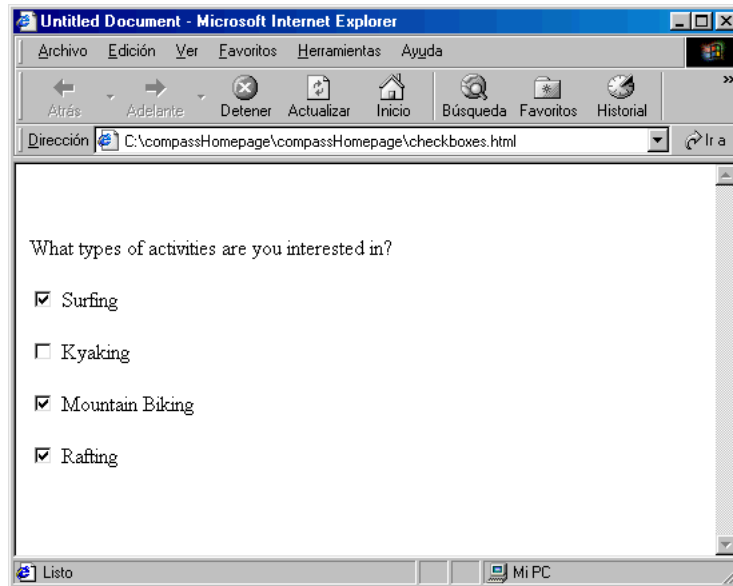 Untitled Document - Microsoft Internet Explorer
Archivo Edición Ver Favoritos Herramientas Ayuda
Atrás Adelante Detener Actualizar Inicio Búsqueda Favoritos Historial »
Dirección C:\compassHomepage\compassHomepage\checkboxes.html Ir a
What types of activities are you interested in?
Surfing
Kyaking
Mountain Biking
Rafting
Listo Mi PC